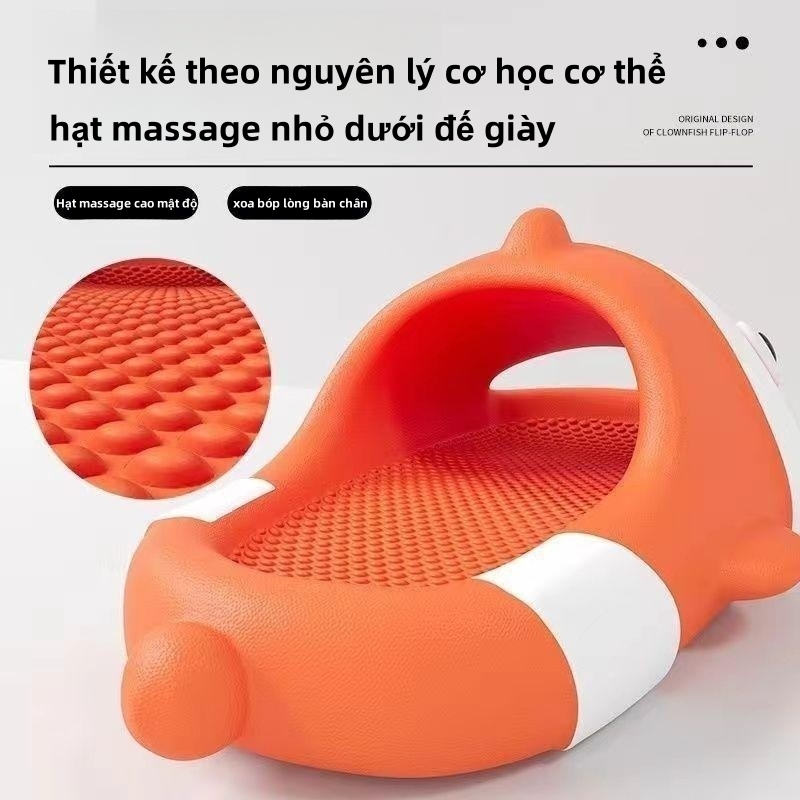 Thiết kế theo nguyên lý cơ học cơ thể
hạt massage nhỏ dưới đế giày
ORIGINAL DESIGN
OF CLOWNFISH FLIP-FLOP
Hạt massage cao mật độ
xoa bóp lòng bàn chân